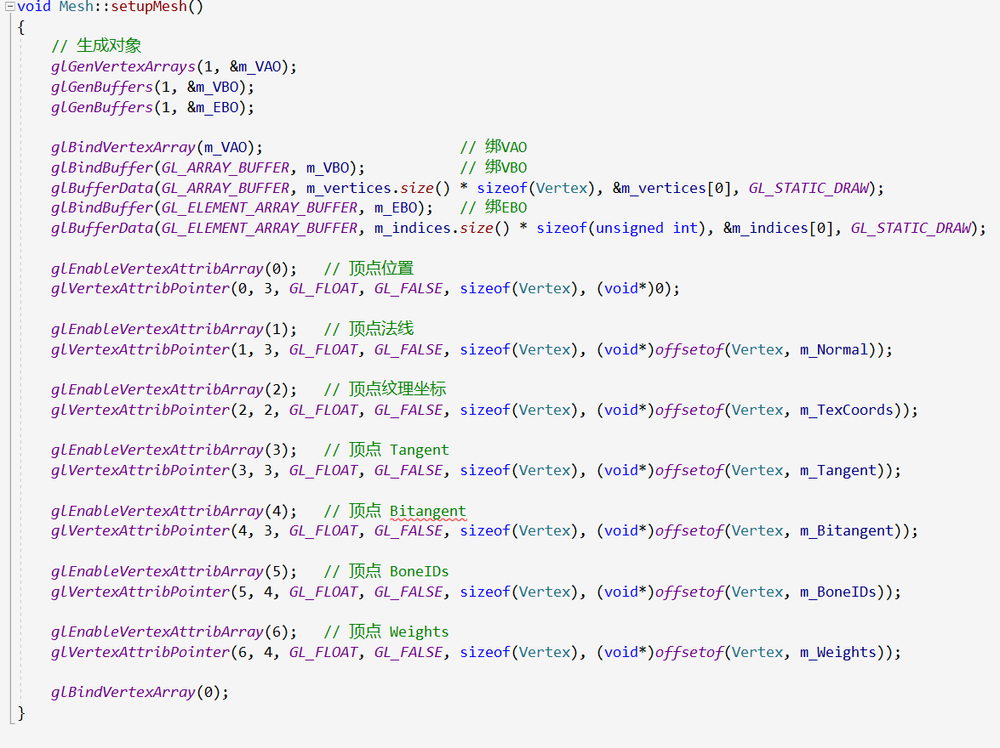 void Mesh::setupMesh()
{
// 生成对象
glGenVertexArrays(1, &m_VAO);
glGenBuffers(1, &m_VBO);
glGenBuffers(1, &m_EBO);
glBindVertexArray(m_VAO); // 绑VAO
glBindBuffer(GL_ARRAY_BUFFER, m_VBO); // 绑VBO
glBufferData(GL_ARRAY_BUFFER, m_vertices.size() * sizeof(Vertex), &m_vertices[0], GL_STATIC_DRAW);
glBindBuffer(GL_ELEMENT_ARRAY_BUFFER, m_EBO); // 绑EBO
glBufferData(GL_ELEMENT_ARRAY_BUFFER, m_indices.size() * sizeof(unsigned int), &m_indices[0], GL_STATIC_DRAW);
glEnableVertexAttribArray(0); // 顶点位置
glVertexAttribPointer(0, 3, GL_FLOAT, GL_FALSE, sizeof(Vertex), (void*)0);
glEnableVertexAttribArray(1); // 顶点法线
glVertexAttribPointer(1, 3, GL_FLOAT, GL_FALSE, sizeof(Vertex), (void*)offsetof(Vertex, m_Normal));
glEnableVertexAttribArray(2); // 顶点纹理坐标
glVertexAttribPointer(2, 2, GL_FLOAT, GL_FALSE, sizeof(Vertex), (void*)offsetof(Vertex, m_TexCoords));
glEnableVertexAttribArray(3); // 顶点 Tangent
glVertexAttribPointer(3, 3, GL_FLOAT, GL_FALSE, sizeof(Vertex), (void*)offsetof(Vertex, m_Tangent));
glEnableVertexAttribArray(4); // 顶点 Bitangent
glVertexAttribPointer(4, 3, GL_FLOAT, GL_FALSE, sizeof(Vertex), (void*)offsetof(Vertex, m_Bitangent));
glEnableVertexAttribArray(5); // 顶点 BoneIDs
glVertexAttribPointer(5, 4, GL_FLOAT, GL_FALSE, sizeof(Vertex), (void*)offsetof(Vertex, m_BoneIDs));
glEnableVertexAttribArray(6); // 顶点 Weights
glVertexAttribPointer(6, 4, GL_FLOAT, GL_FALSE, sizeof(Vertex), (void*)offsetof(Vertex, m_Weights));
glBindVertexArray(0);
}